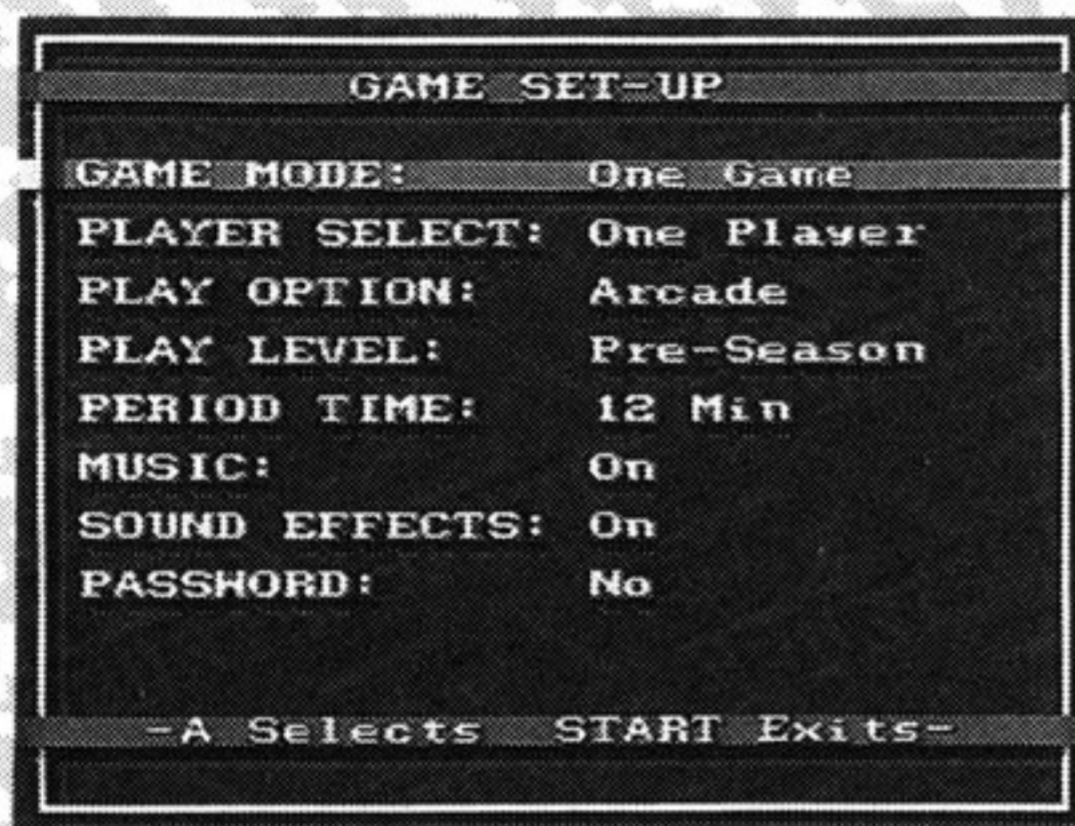 GAME SET-UP
GAME MODE: One Game
PLAYER SELECT: One Player
PLAY OPTION: Arcade
PLAY LEVEL: Pre-Season
PERIOD TIME: 12 Min
MUSIC: On
SOUND EFFECTS: On
PASSWORD: No
-A Selects START Exits-